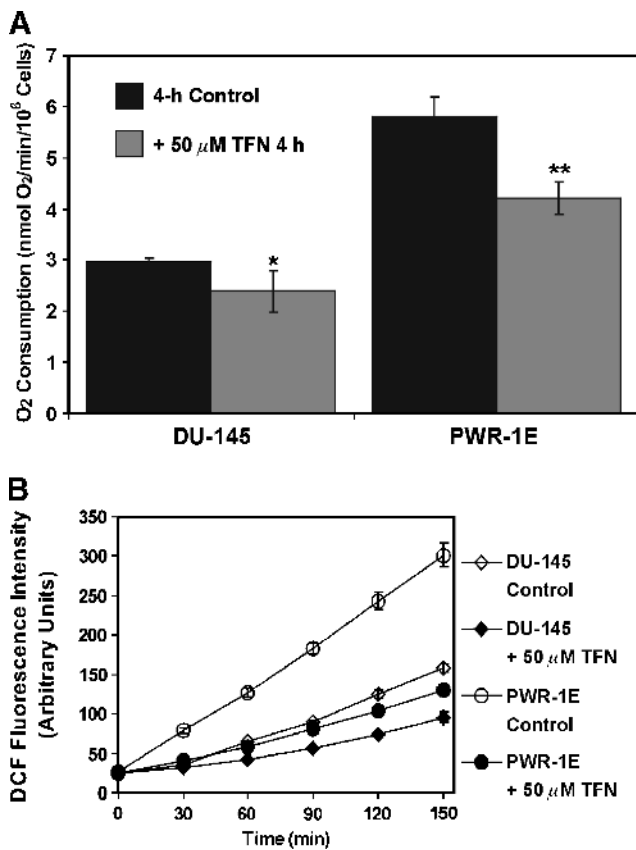 A
O₂ Consumption (nmol O₂/min/10⁶ Cells)
7
6
5
4
3
2
1
0
4-h Control
+ 50 μM TFN 4 h
*
**
DU-145
PWR-1E
B
DCF Fluorescence Intensity
(Arbitrary Units)
350
300
250
200
150
100
50
0
0 30 60 90 120 150
Time (min)
DU-145
Control
DU-145
+ 50 μM TFN
PWR-1E
Control
PWR-1E
+ 50 μM TFN